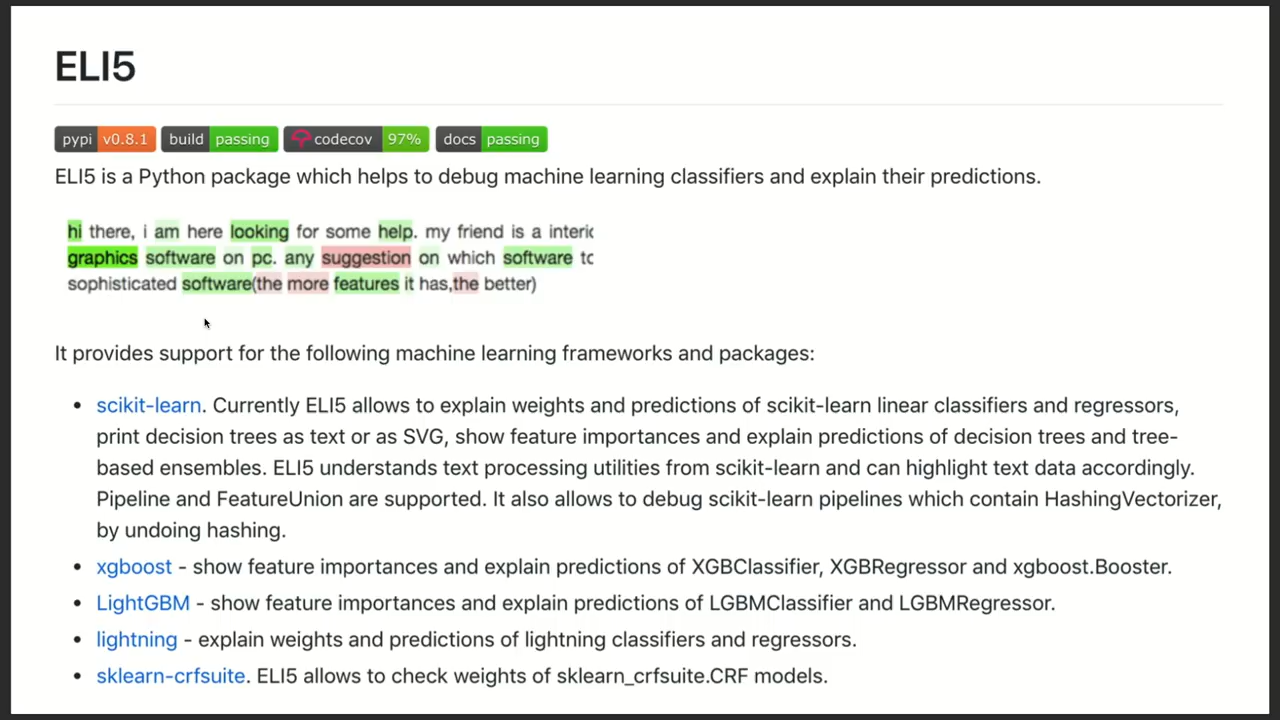 ELI5
pypi v0.8.1 build passing codecov 97% docs passing
ELI5 is a Python package which helps to debug machine learning classifiers and explain their predictions.
hi there, i am here looking for some help. my friend is a
graphics software on pc. any suggestion on which software
sophisticated software(the more features it has,the better)
It provides support for the following machine learning frameworks and packages:
• scikit-learn. Currently ELI5 allows to explain weights and predictions of scikit-learn linear classifiers and regressors,
print decision trees as text or as SVG, show feature importances and explain predictions of decision trees and tree-
based ensembles. ELI5 understands text processing utilities from scikit-learn and can highlight text data accordingly.
Pipeline and FeatureUnion are supported. It also allows to debug scikit-learn pipelines which contain HashingVectorizer,
by undoing hashing.
• xgboost - show feature importances and explain predictions of XGBClassifier, XGBRegressor and xgboost.Booster.
• LightGBM - show feature importances and explain predictions of LGBMClassifier and LGBMRegressor.
• lightning - explain weights and predictions of lightning classifiers and regressors.
• sklearn-crfsuite. ELI5 allows to check weights of sklearn_crfsuite.CRF models.